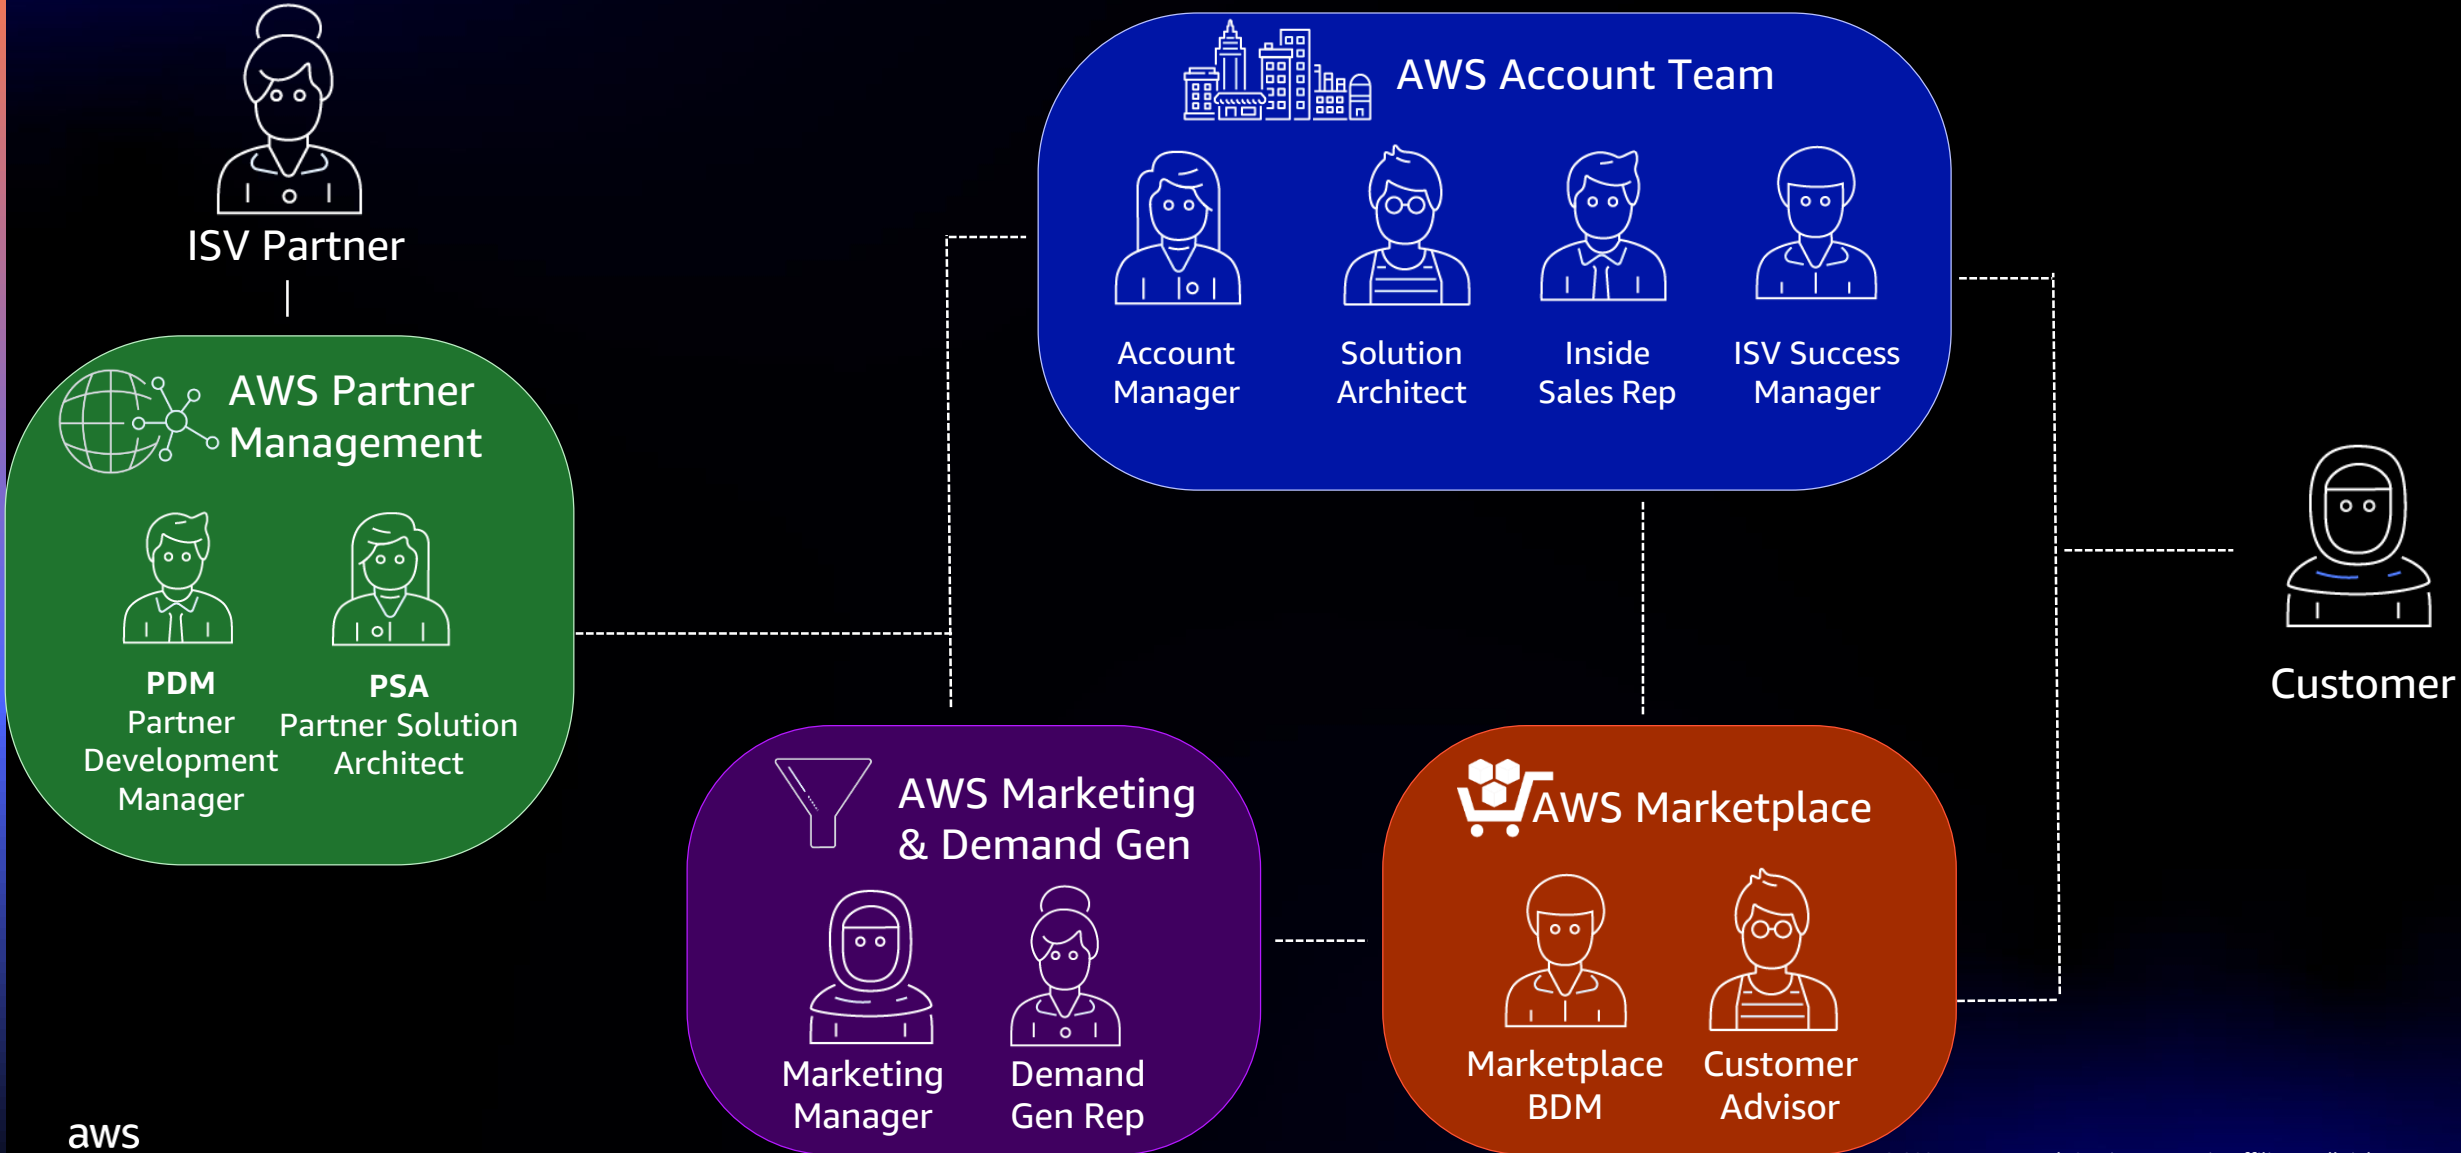 ISV Partner
AWS Partner
Management
PDM
Partner
Development
Manager
PSA
Partner Solution
Architect
AWS Account Team
Account
Manager
Solution
Architect
Inside
Sales Rep
ISV Success
Manager
AWS Marketing
& Demand Gen
Marketing
Manager
Demand
Gen Rep
AWS Marketplace
Marketplace
BDM
Customer
Advisor
Customer
aws